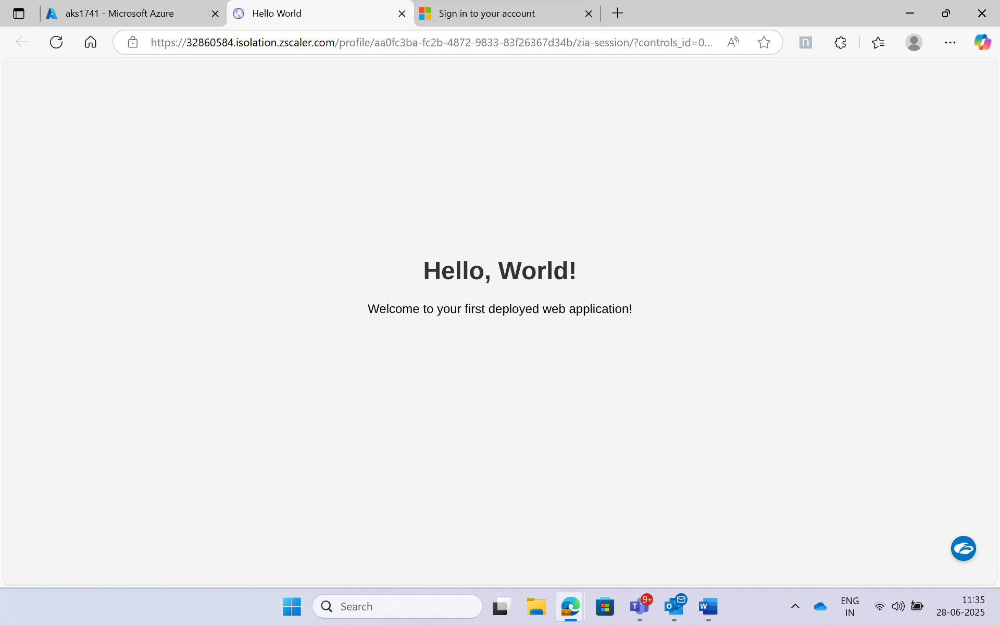 aks1741 - Microsoft Azure
Hello World
Sign in to your account
https://32860584.isolation.zscaler.com/profile/aa0fc3ba-fc2b-4872-9833-83f26367d34b/zia-session/?controls_id=0...
Hello, World!
Welcome to your first deployed web application!
Search
9+
ENG
IN
11:35
28-06-2025